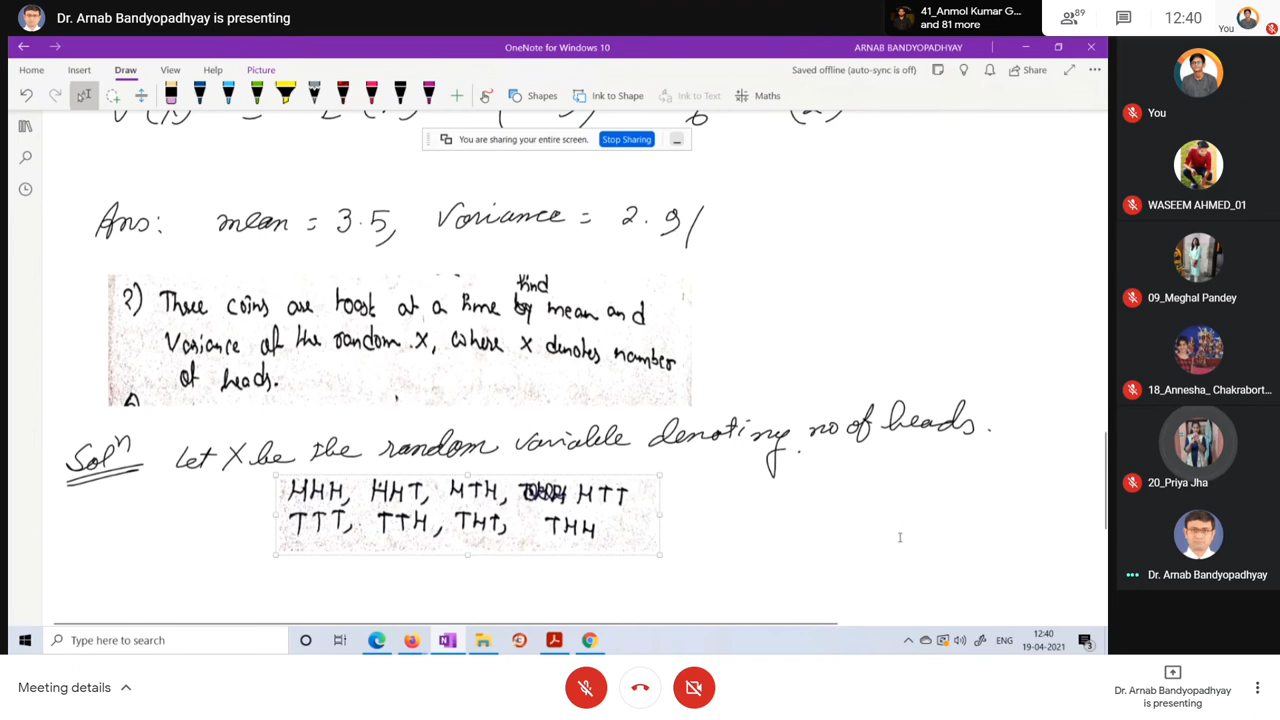 Dr. Arnab Bandyopadhyay is presenting
41_Anmol Kumar G...
and 81 more
89
12:40
You
OneNote for Windows 10
ARNAB BANDYOPADHYAY
Home Insert Draw View Help Picture
Saved offline (auto-sync is off)
Share
Shapes
Ink to Shape
Ink to Text
Maths
You are sharing your entire screen.
Stop Sharing
Ans: mean = 3.5, Variance = 2.91
2) Three coins are tosst at a time find mean and
Variance of the random X, where X denotes number
of heads.
Solⁿ Let X be the random variable denoting no of heads.
HHH, HHT, HTH, HTT
TTT, TTH, THT, THH
You
WASEEM AHMED_01
09_Meghal Pandey
18_Annesha_ Chakrabort...
20_Priya Jha
Dr. Arnab Bandyopadhyay
Type here to search
ENG
12:40
19-04-2021
3
Meeting details
Dr. Arnab Bandyopadhyay
is presenting